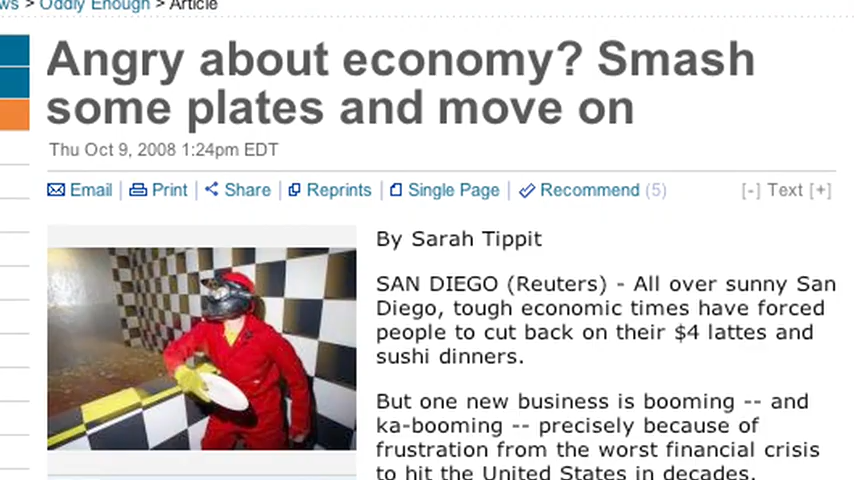 ws > Oddly Enough > Article
Angry about economy? Smash
some plates and move on
Thu Oct 9, 2008 1:24pm EDT
Email | Print | Share | Reprints | Single Page | Recommend (5) [-] Text [+]
By Sarah Tippit
SAN DIEGO (Reuters) - All over sunny San
Diego, tough economic times have forced
people to cut back on their $4 lattes and
sushi dinners.
But one new business is booming -- and
ka-booming -- precisely because of
frustration from the worst financial crisis
to hit the United States in decades.